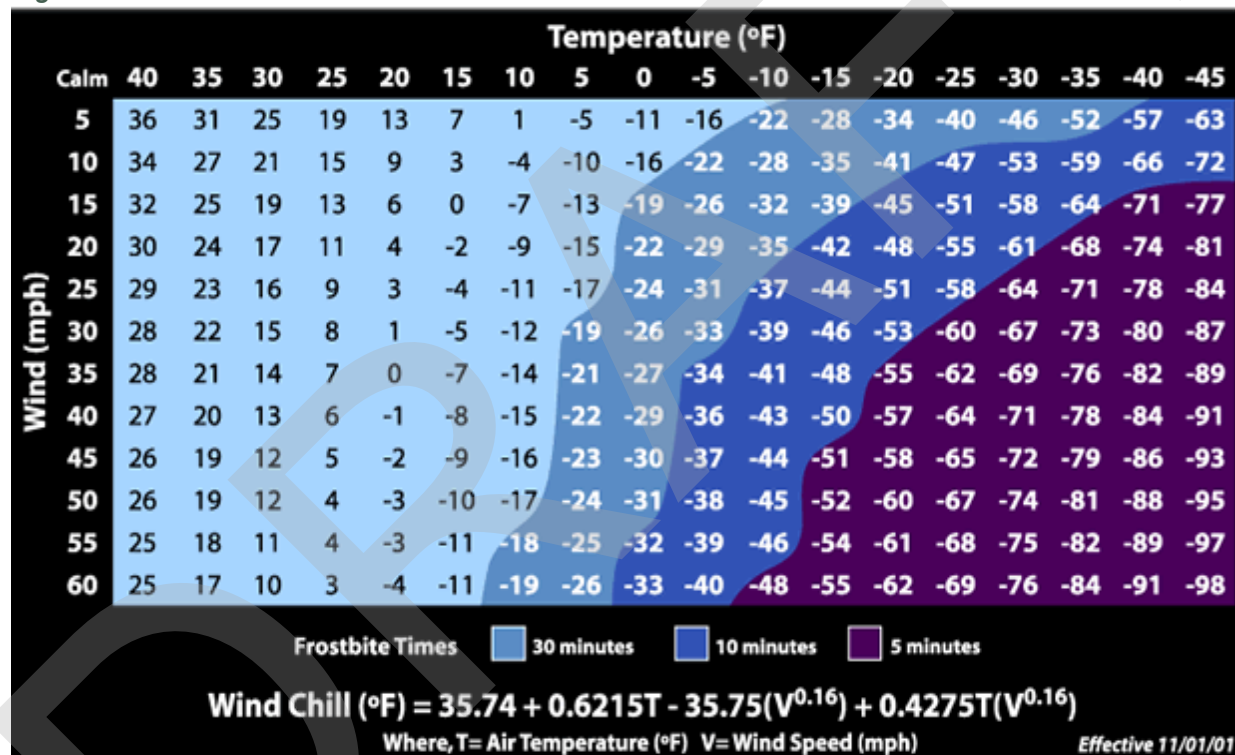 Temperature (ºF)
Calm 40 35 30 25 20 15 10 5 0 -5 -10 -15 -20 -25 -30 -35 -40 -45
5 36 31 25 19 13 7 1 -5 -11 -16 -22 -28 -34 -40 -46 -52 -57 -63
10 34 27 21 15 9 3 -4 -10 -16 -22 -28 -35 -41 -47 -53 -59 -66 -72
15 32 25 19 13 6 0 -7 -13 -19 -26 -32 -39 -45 -51 -58 -64 -71 -77
20 30 24 17 11 4 -2 -9 -15 -22 -29 -35 -42 -48 -55 -61 -68 -74 -81
25 29 23 16 9 3 -4 -11 -17 -24 -31 -37 -44 -51 -58 -64 -71 -78 -84
30 28 22 15 8 1 -5 -12 -19 -26 -33 -39 -46 -53 -60 -67 -73 -80 -87
35 28 21 14 7 0 -7 -14 -21 -27 -34 -41 -48 -55 -62 -69 -76 -82 -89
40 27 20 13 6 -1 -8 -15 -22 -29 -36 -43 -50 -57 -64 -71 -78 -84 -91
45 26 19 12 5 -2 -9 -16 -23 -30 -37 -44 -51 -58 -65 -72 -79 -86 -93
50 26 19 12 4 -3 -10 -17 -24 -31 -38 -45 -52 -60 -67 -74 -81 -88 -95
55 25 18 11 4 -3 -11 -18 -25 -32 -39 -46 -54 -61 -68 -75 -82 -89 -97
60 25 17 10 3 -4 -11 -19 -26 -33 -40 -48 -55 -62 -69 -76 -84 -91 -98
Wind (mph)
Frostbite Times 30 minutes 10 minutes 5 minutes
Wind Chill (ºF) = 35.74 + 0.6215T - 35.75(V^0.16) + 0.4275T(V^0.16)
Where, T= Air Temperature (ºF) V= Wind Speed (mph) Effective 11/01/01
DRAFT